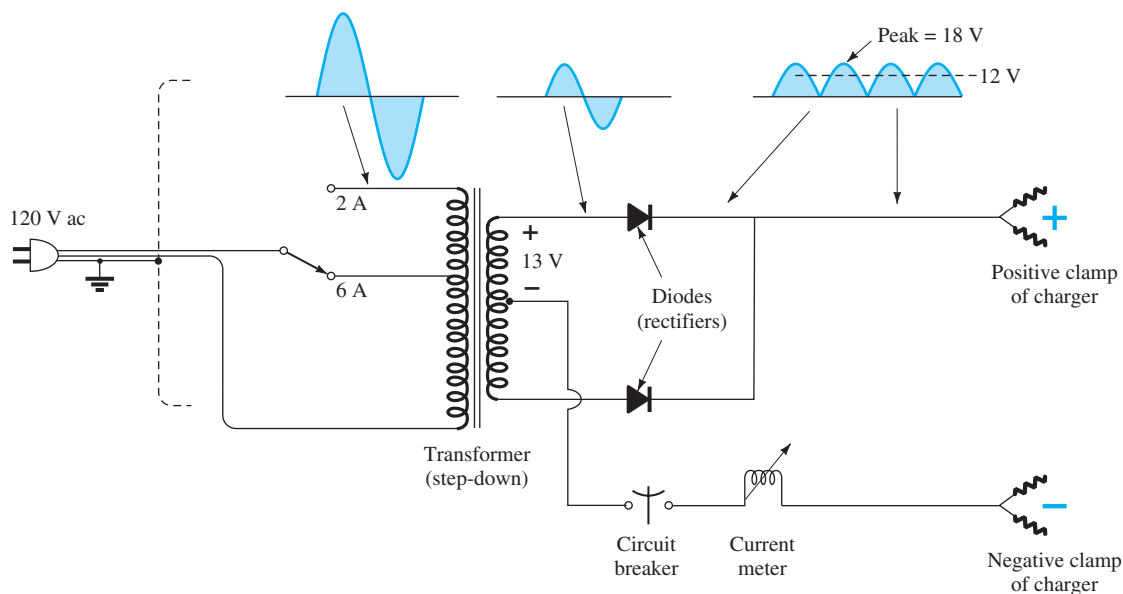 Peak = 18 V
12 V
120 V ac
2 A
6 A
+
13 V
−
Diodes
(rectifiers)
+
Positive clamp
of charger
Transformer
(step-down)
Circuit
breaker
Current
meter
−
Negative clamp
of charger